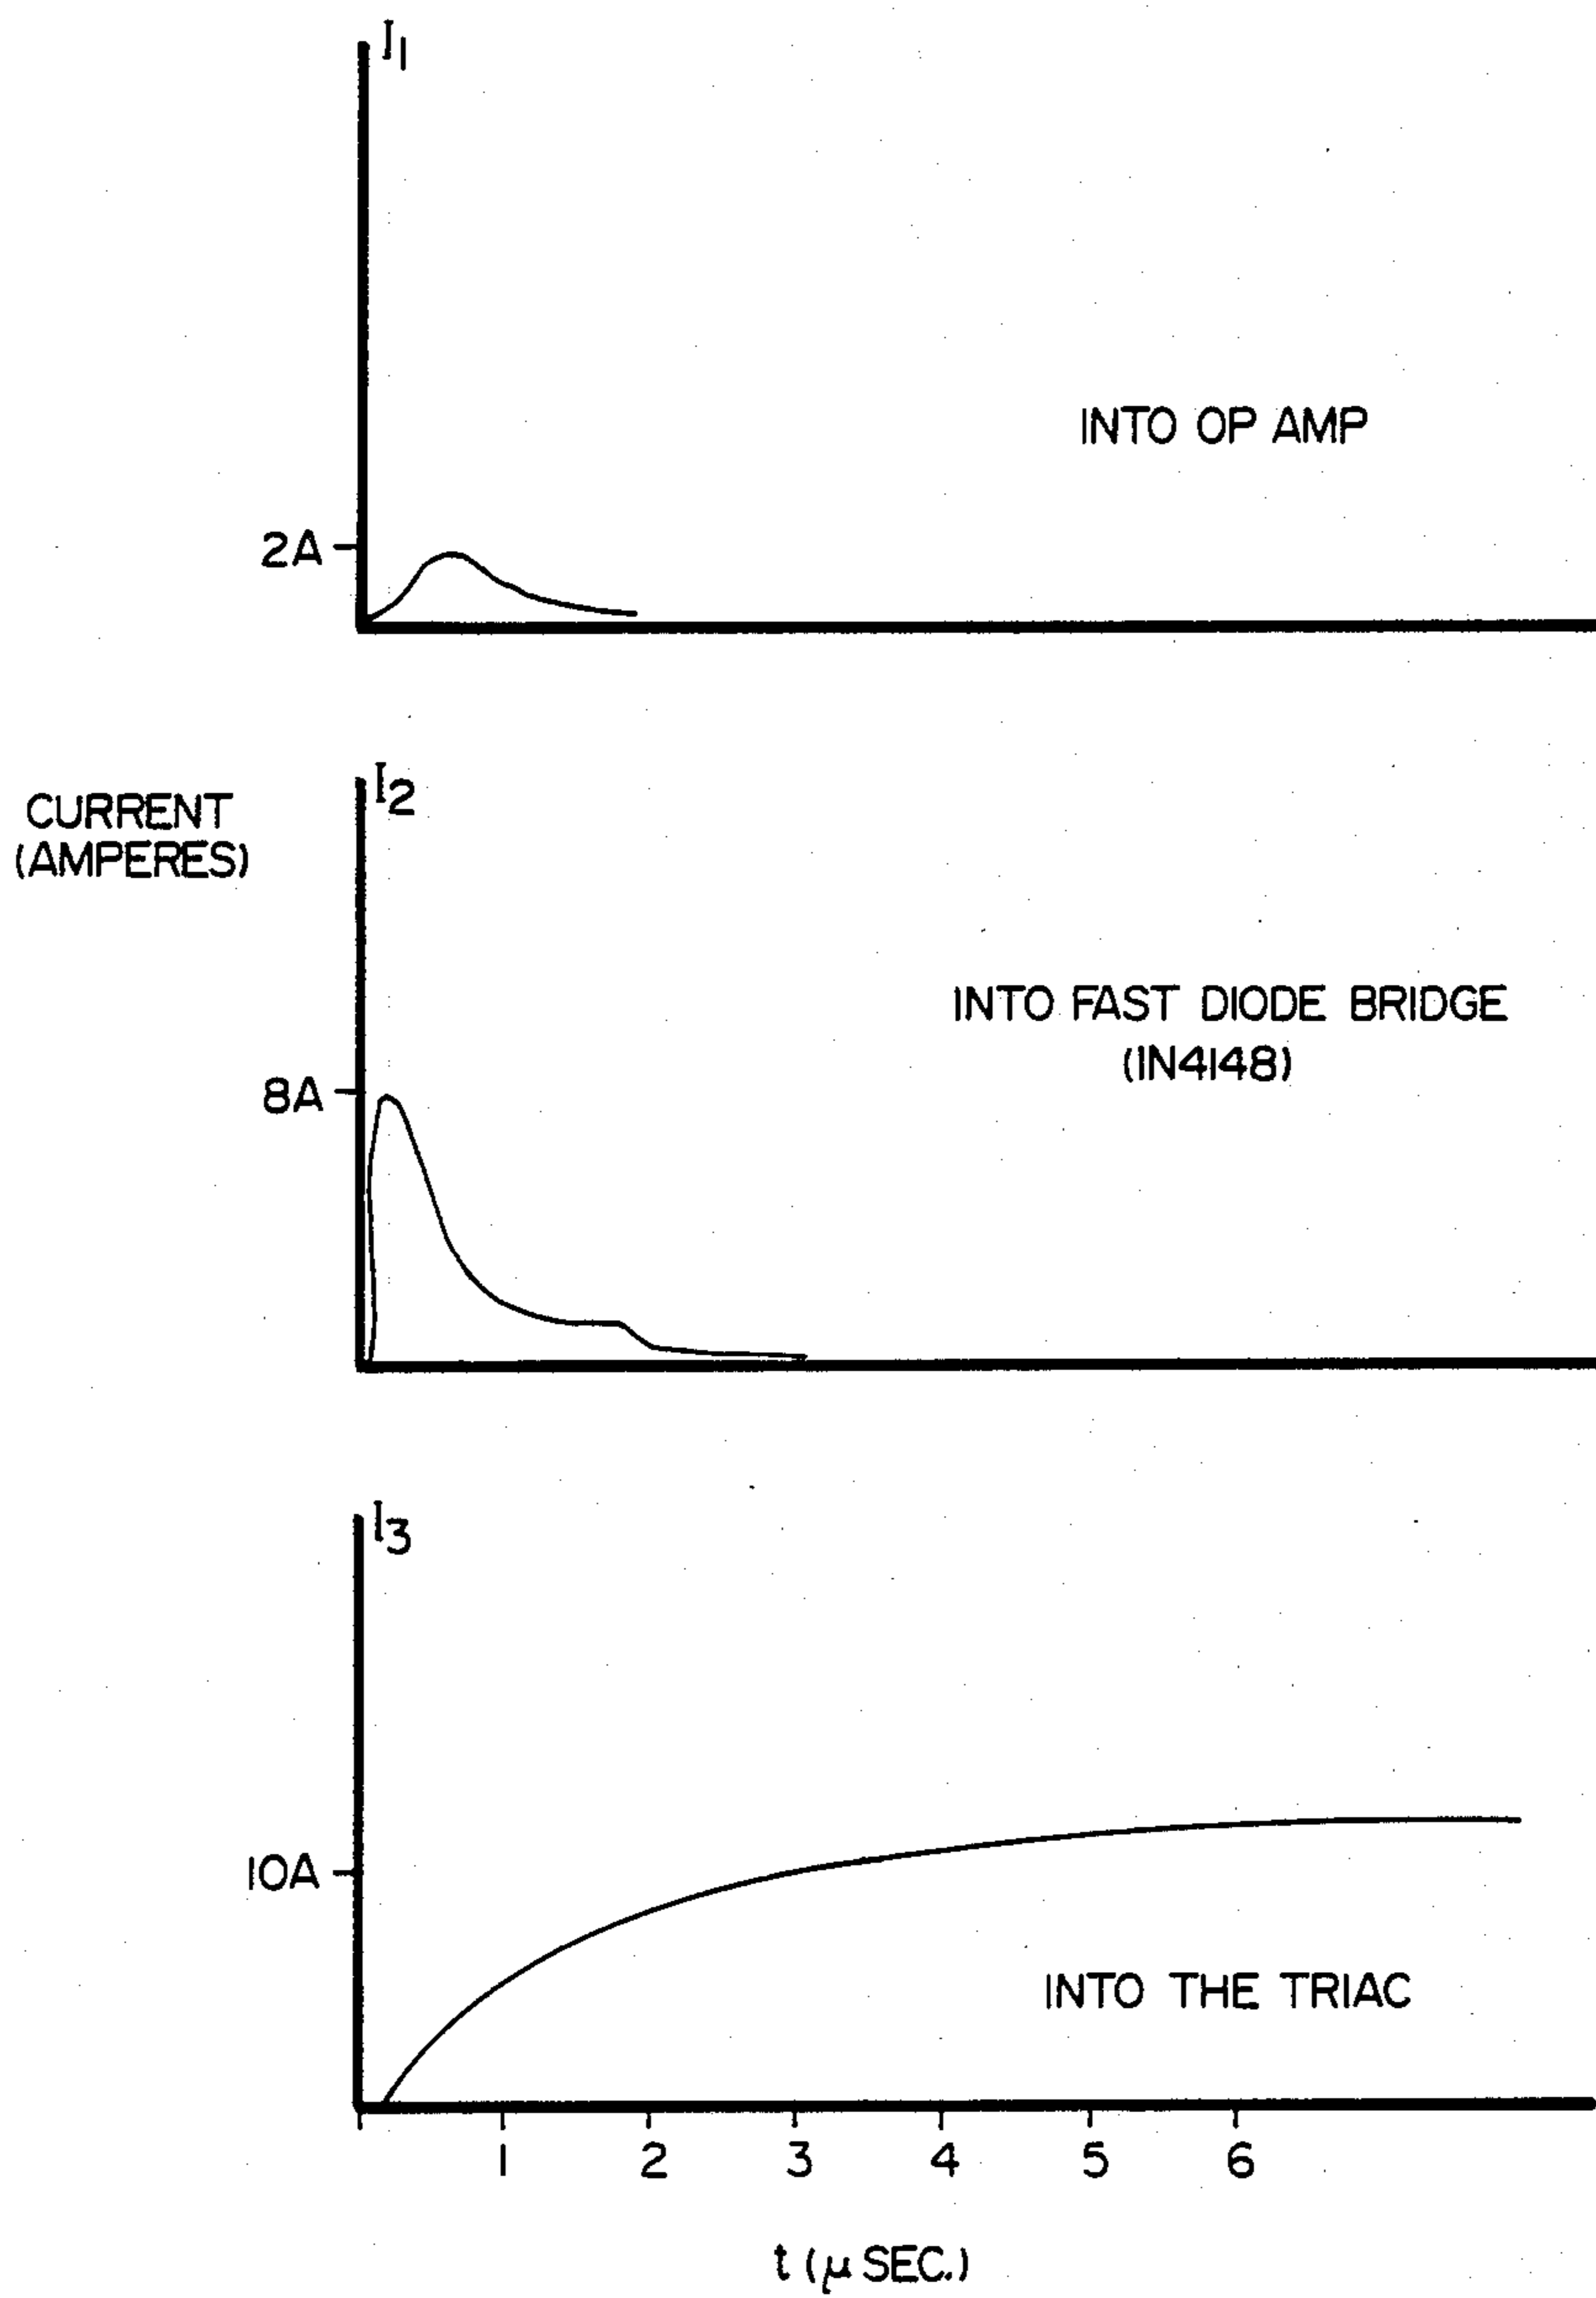 I1
INTO OP AMP
2A
I2
CURRENT
(AMPERES)
INTO FAST DIODE BRIDGE
(IN4148)
8A
I3
10A
INTO THE TRIAC
1 2 3 4 5 6
t (μ SEC.)